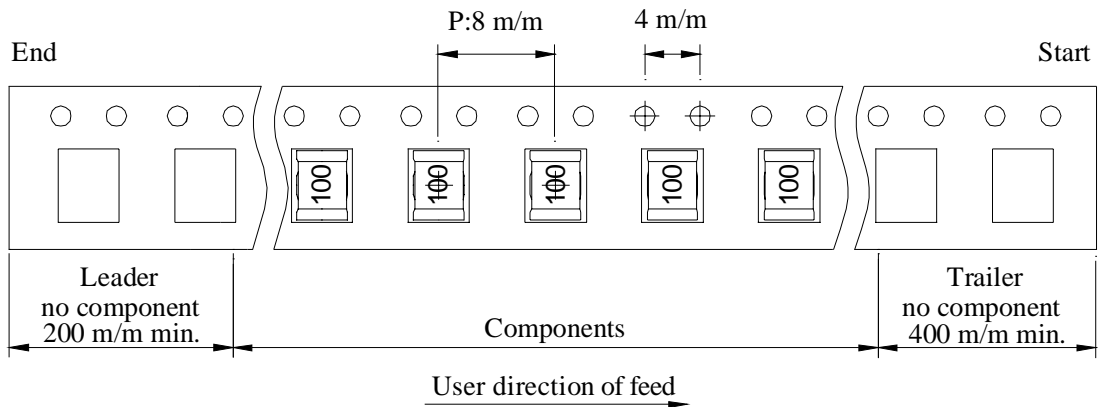 P:8 m/m
4 m/m
End
Start
100
100
100
100
100
Leader
no component
200 m/m min.
Components
Trailer
no component
400 m/m min.
User direction of feed